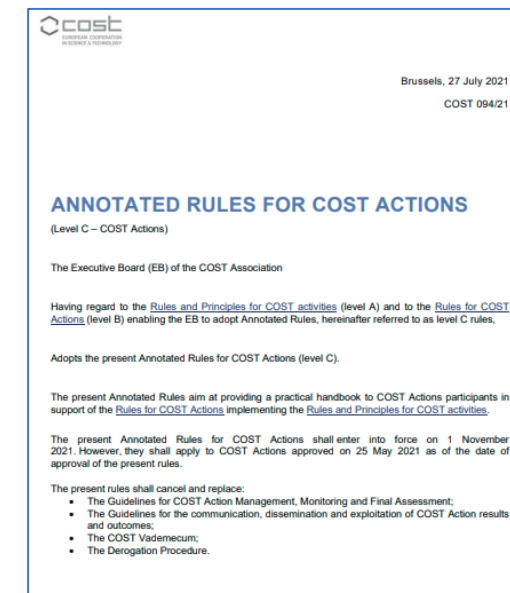 cost
EUROPEAN COOPERATION
IN SCIENCE & TECHNOLOGY
Brussels, 27 July 2021
COST 094/21
ANNOTATED RULES FOR COST ACTIONS
(Level C – COST Actions)
The Executive Board (EB) of the COST Association
Having regard to the Rules and Principles for COST activities (level A) and to the Rules for COST
Actions (level B) enabling the EB to adopt Annotated Rules, hereinafter referred to as level C rules,
Adopts the present Annotated Rules for COST Actions (level C).
The present Annotated Rules aim at providing a practical handbook to COST Actions participants in
support of the Rules for COST Actions implementing the Rules and Principles for COST activities.
The present Annotated Rules for COST Actions shall enter into force on 1 November
2021. However, they shall apply to COST Actions approved on 25 May 2021 as of the date of
approval of the present rules.
The present rules shall cancel and replace:
• The Guidelines for COST Action Management, Monitoring and Final Assessment;
• The Guidelines for the communication, dissemination and exploitation of COST Action results
and outcomes;
• The COST Vademecum;
• The Derogation Procedure.